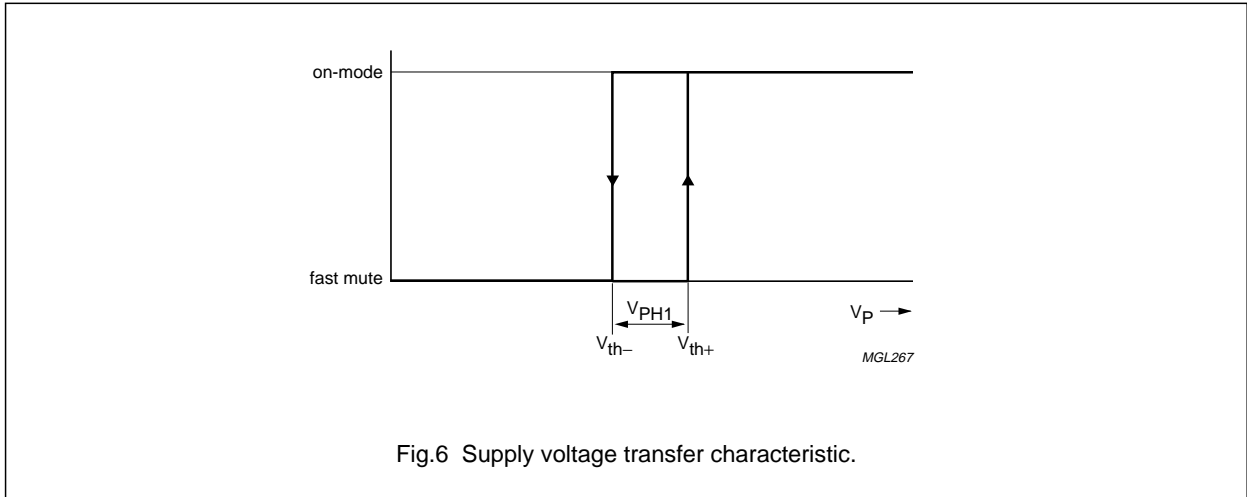 on-mode
fast mute
VPH1
VP
Vth−
Vth+
MGL267
Fig.6 Supply voltage transfer characteristic.